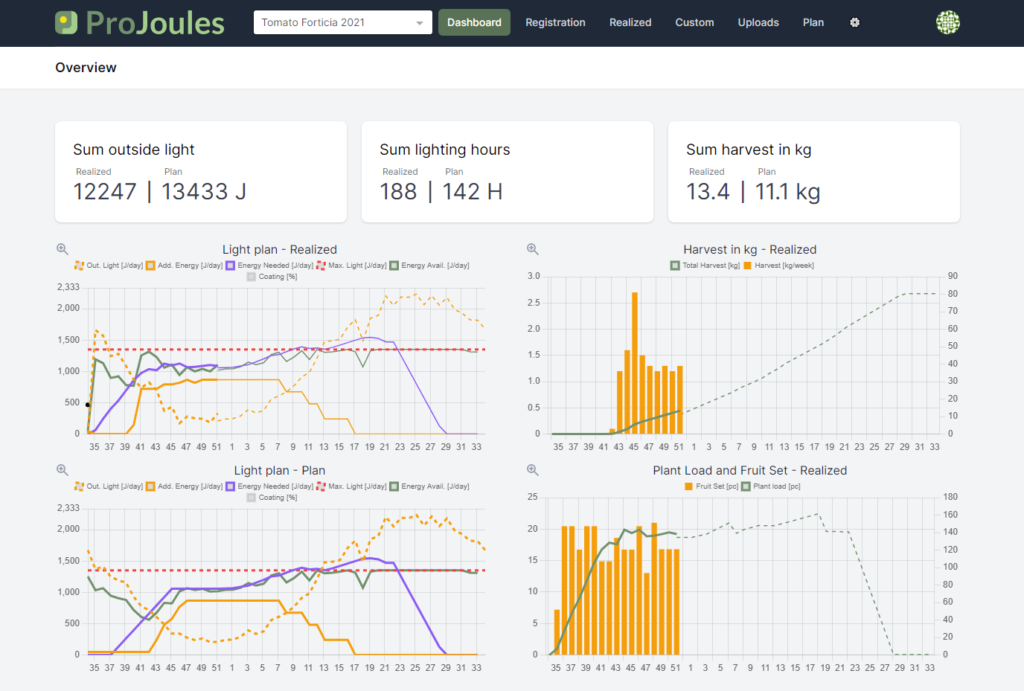 ProJoules Tomato Forticia 2021 Dashboard Registration Realized Custom Uploads Plan
Overview
Sum outside light
Realized Plan
12247 | 13433 J
Sum lighting hours
Realized Plan
188 | 142 H
Sum harvest in kg
Realized Plan
13.4 | 11.1 kg
Light plan - Realized
Out. Light [J/day] Add. Energy [J/day] Energy Needed [J/day] Max. Light [J/day] Energy Avail. [J/day]
Coating [%]
2,333
2,000
1,500
1,000
500
0
35 37 39 41 43 45 47 49 51 1 3 5 7 9 11 13 15 17 19 21 23 25 27 29 31 33
Harvest in kg - Realized
Total Harvest [kg] Harvest [kg/week]
3.0 90
80
2.5 70
2.0 60
50
1.5 40
1.0 30
20
0.5 10
0 0
35 37 39 41 43 45 47 49 51 1 3 5 7 9 11 13 15 17 19 21 23 25 27 29 31 33
Light plan - Plan
Out. Light [J/day] Add. Energy [J/day] Energy Needed [J/day] Max. Light [J/day] Energy Avail. [J/day]
Coating [%]
2,333
2,000
1,500
1,000
500
0
35 37 39 41 43 45 47 49 51 1 3 5 7 9 11 13 15 17 19 21 23 25 27 29 31 33
Plant Load and Fruit Set - Realized
Fruit Set [pc] Plant load [pc]
25 180
160
20 140
120
15 100
10 80
60
5 40
20
0 0
35 37 39 41 43 45 47 49 51 1 3 5 7 9 11 13 15 17 19 21 23 25 27 29 31 33